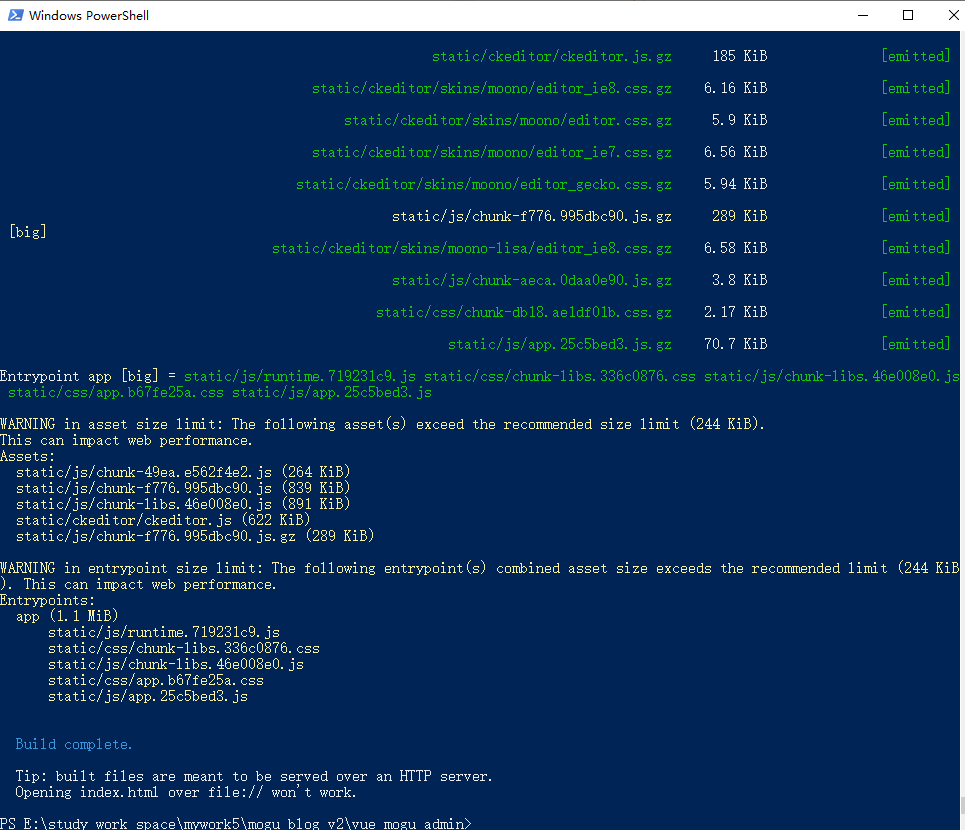 Windows PowerShell
static/ckeditor/ckeditor.js.gz 185 KiB [emitted]
static/ckeditor/skins/moono/editor_ie8.css.gz 6.16 KiB [emitted]
static/ckeditor/skins/moono/editor.css.gz 5.9 KiB [emitted]
static/ckeditor/skins/moono/editor_ie7.css.gz 6.56 KiB [emitted]
static/ckeditor/skins/moono/editor_gecko.css.gz 5.94 KiB [emitted]
static/js/chunk-f776.995dbc90.js.gz 289 KiB [emitted]
[big]
static/ckeditor/skins/moono-lisa/editor_ie8.css.gz 6.58 KiB [emitted]
static/js/chunk-aeca.0daa0e90.js.gz 3.8 KiB [emitted]
static/css/chunk-db18.ae1df01b.css.gz 2.17 KiB [emitted]
static/js/app.25c5bed3.js.gz 70.7 KiB [emitted]
Entrypoint app [big] = static/js/runtime.719231c9.js static/css/chunk-libs.336c0876.css static/js/chunk-libs.46e008e0.js
static/css/app.b67fe25a.css static/js/app.25c5bed3.js
WARNING in asset size limit: The following asset(s) exceed the recommended size limit (244 KiB).
This can impact web performance.
Assets:
static/js/chunk-49ea.e562f4e2.js (264 KiB)
static/js/chunk-f776.995dbc90.js (839 KiB)
static/js/chunk-libs.46e008e0.js (891 KiB)
static/ckeditor/ckeditor.js (622 KiB)
static/js/chunk-f776.995dbc90.js.gz (289 KiB)
WARNING in entrypoint size limit: The following entrypoint(s) combined asset size exceeds the recommended limit (244 KiB
). This can impact web performance.
Entrypoints:
app (1.1 MiB)
static/js/runtime.719231c9.js
static/css/chunk-libs.336c0876.css
static/js/chunk-libs.46e008e0.js
static/css/app.b67fe25a.css
static/js/app.25c5bed3.js
Build complete.
Tip: built files are meant to be served over an HTTP server.
Opening index.html over file:// won't work.
PS E:\study_work_space\mywork5\mogu_blog_v2\vue_mogu_admin>